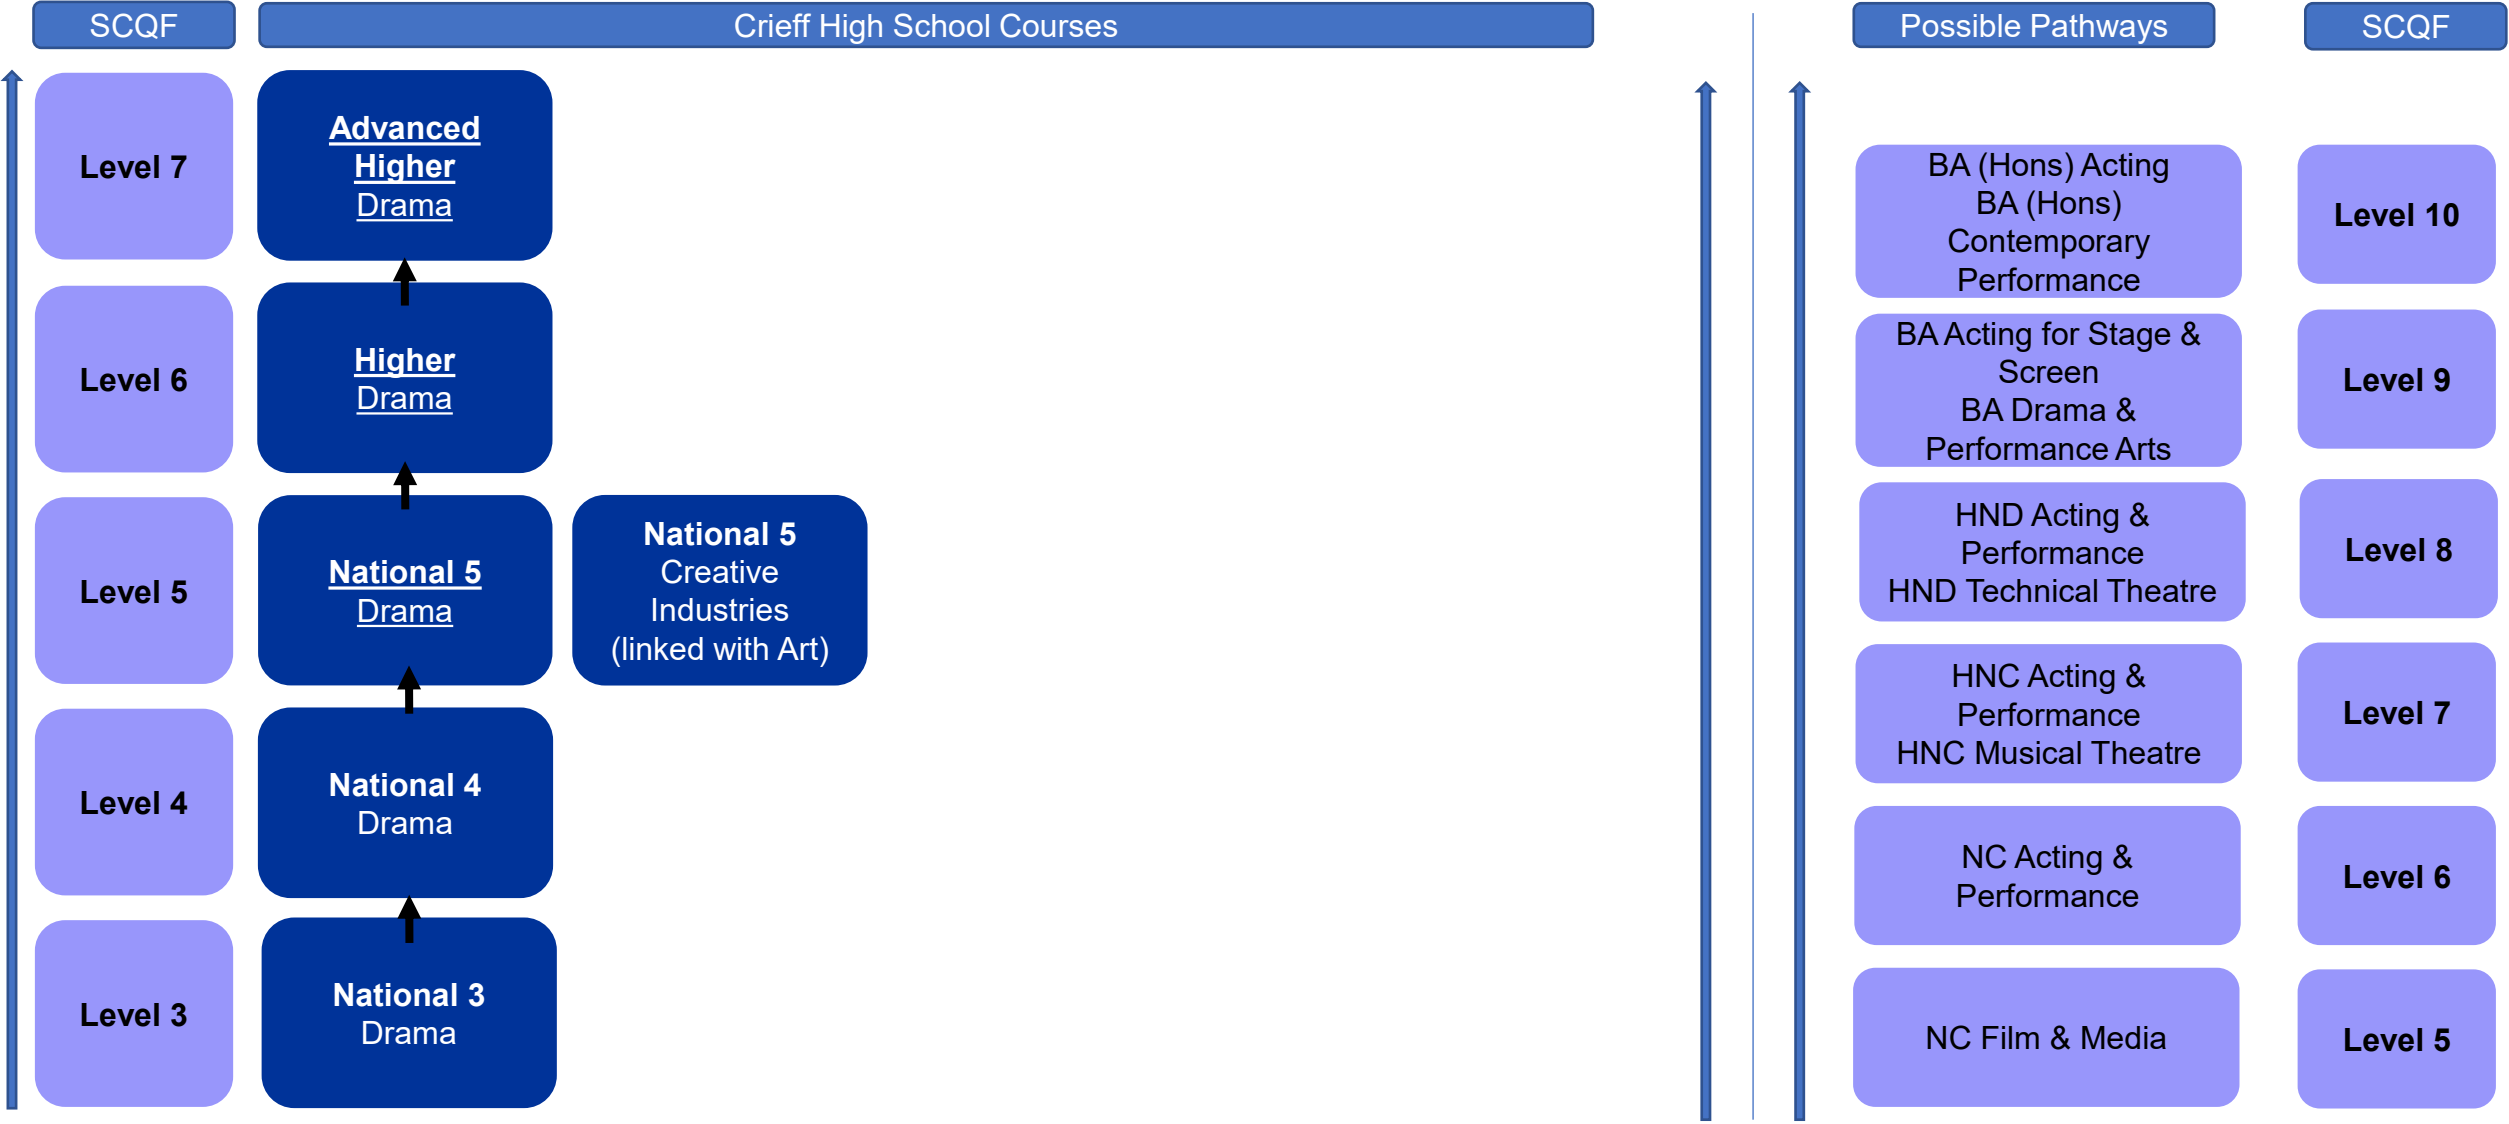 SCQF
Crieff High School Courses
Possible Pathways
SCQF
Level 7
Advanced
Higher
Drama
Level 6
Higher
Drama
Level 5
National 5
Drama
National 5
Creative
Industries
(linked with Art)
Level 4
National 4
Drama
Level 3
National 3
Drama
BA (Hons) Acting
BA (Hons)
Contemporary
Performance
Level 10
BA Acting for Stage &
Screen
BA Drama &
Performance Arts
Level 9
HND Acting &
Performance
HND Technical Theatre
Level 8
HNC Acting &
Performance
HNC Musical Theatre
Level 7
NC Acting &
Performance
Level 6
NC Film & Media
Level 5